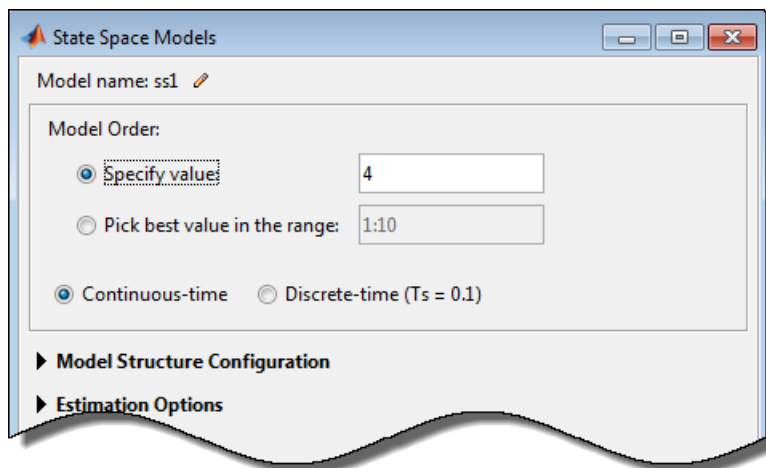 State Space Models
Model name: ss1
Model Order:
Specify value: 4
Pick best value in the range: 1:10
Continuous-time Discrete-time (Ts = 0.1)
Model Structure Configuration
Estimation Options